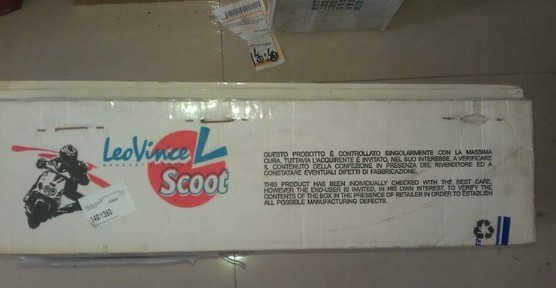 LeoVince L
Scoot
QUESTO PRODOTTO È CONTROLLATO SINGOLARMENTE CON LA MASSIMA
CURA, TUTTAVIA L'ACQUIRENTE È INVITATO, NEL SUO INTERESSE, A VERIFICARE
IL CONTENUTO DELLA CONFEZIONE IN PRESENZA DEL RIVENDITORE ED A
CONSTATARE EVENTUALI DIFETTI DI FABBRICAZIONE.
THIS PRODUCT HAS BEEN INDIVIDUALLY CHECKED WITH THE BEST CARE,
HOWEVER THE END-USER IS INVITED, IN HIS OWN INTEREST, TO VERIFY THE
CONTENTS OF THE BOX IN THE PRESENCE OF RETAILER IN ORDER TO ESTABLISH
ALL POSSIBLE MANUFACTURING DEFECTS.